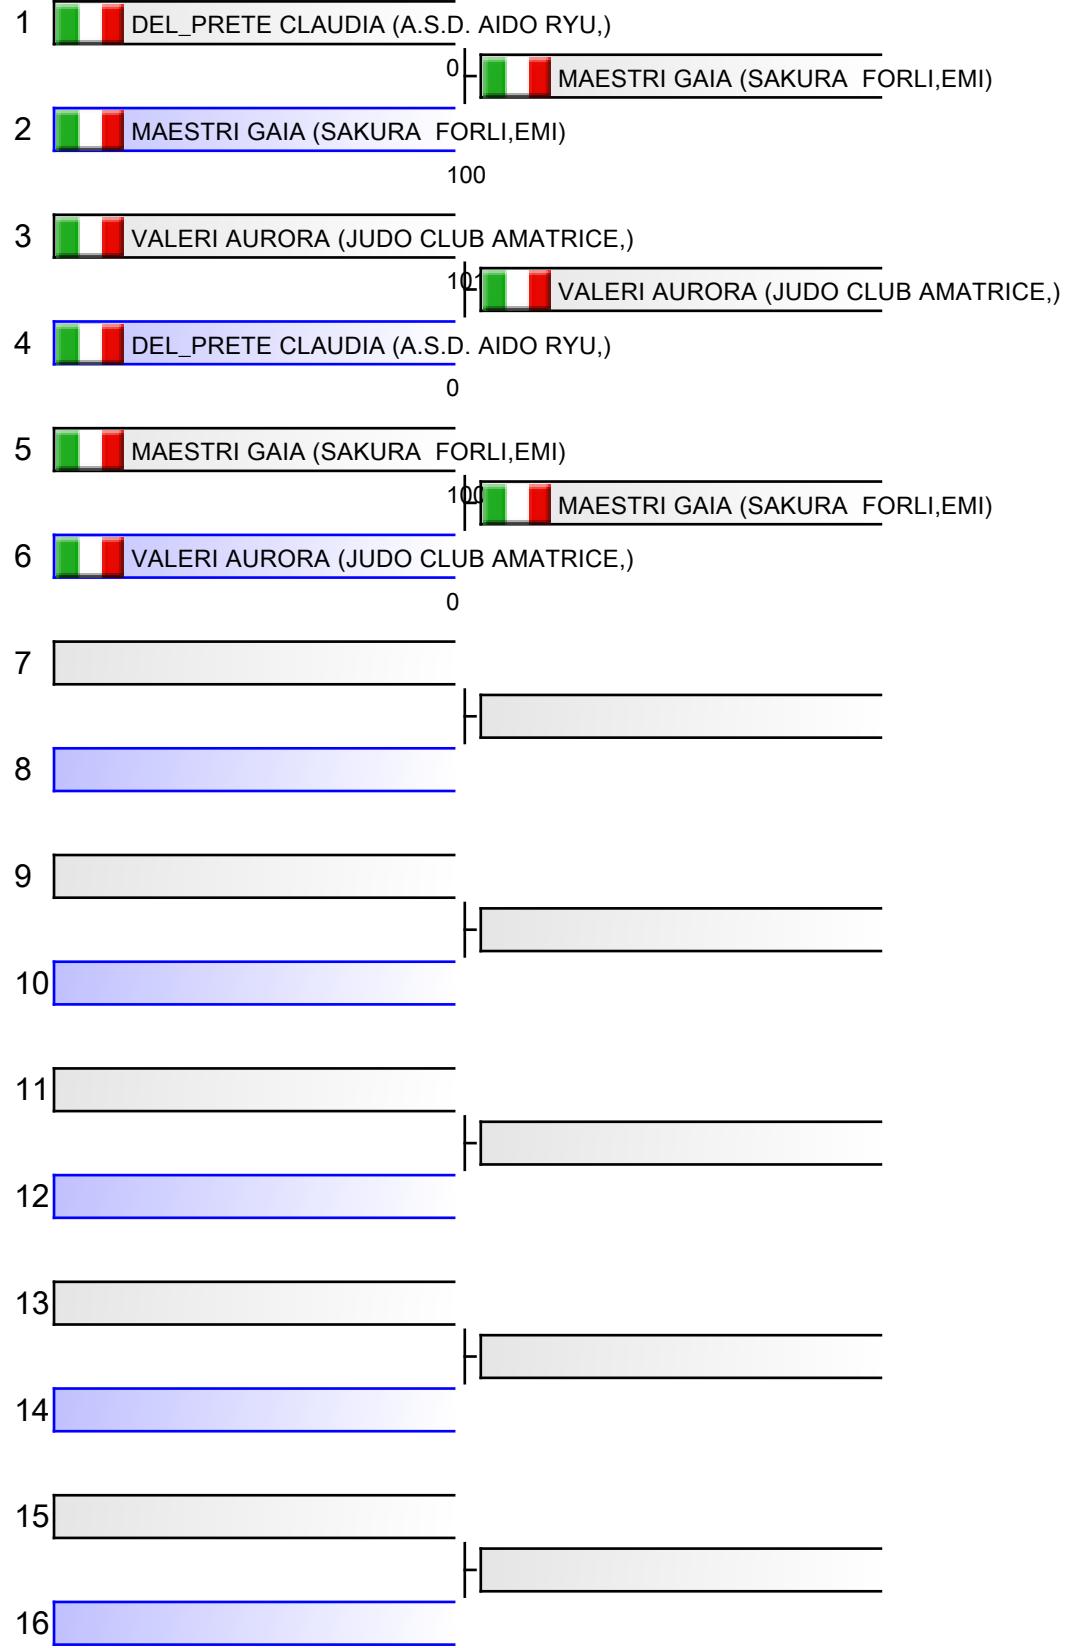 1 DEL_PRETE CLAUDIA (A.S.D. AIDO RYU,)
0
MAESTRI GAIA (SAKURA  FORLI,EMI)
2 MAESTRI GAIA (SAKURA  FORLI,EMI)
100
3 VALERI AURORA (JUDO CLUB AMATRICE,)
VALERI AURORA (JUDO CLUB AMATRICE,)
4 DEL_PRETE CLAUDIA (A.S.D. AIDO RYU,)
0
5 MAESTRI GAIA (SAKURA  FORLI,EMI)
100
MAESTRI GAIA (SAKURA  FORLI,EMI)
6 VALERI AURORA (JUDO CLUB AMATRICE,)
0
7
8
9
10
11
12
13
14
15
16